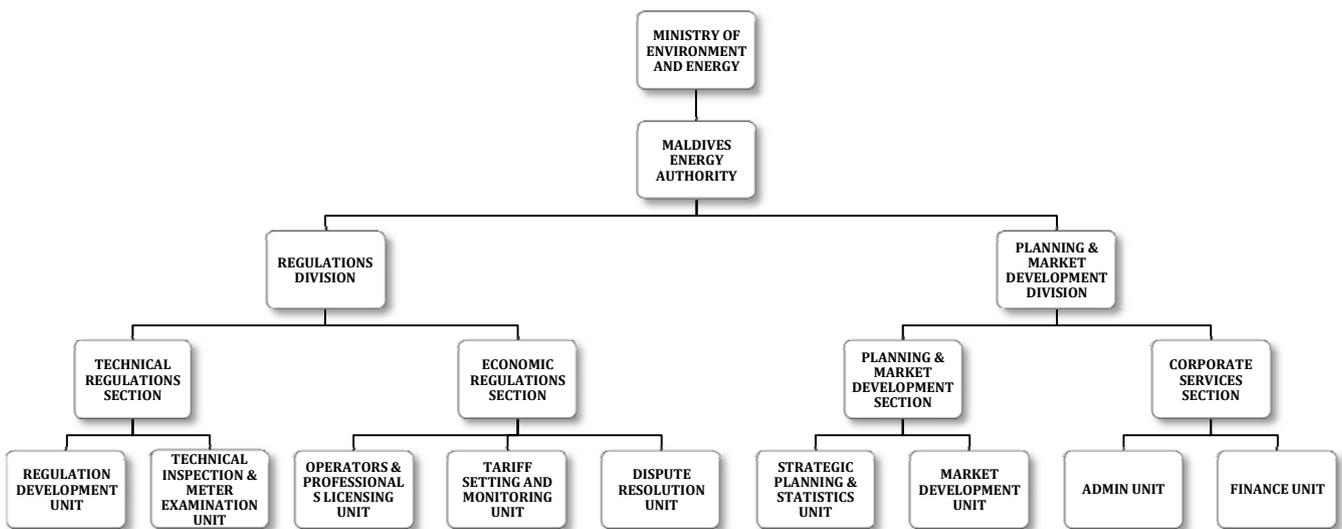 MINISTRY OF
ENVIRONMENT
AND ENERGY
MALDIVES
ENERGY
AUTHORITY
REGULATIONS
DIVISION
PLANNING &
MARKET
DEVELOPMENT
DIVISION
TECHNICAL
REGULATIONS
SECTION
ECONOMIC
REGULATIONS
SECTION
PLANNING &
MARKET
DEVELOPMENT
SECTION
CORPORATE
SERVICES
SECTION
REGULATION
DEVELOPMENT
UNIT
TECHNICAL
INSPECTION &
METER
EXAMINATION
UNIT
OPERATORS &
PROFESSIONAL
S LICENSING
UNIT
TARIFF
SETTING AND
MONITORING
UNIT
DISPUTE
RESOLUTION
UNIT
STRATEGIC
PLANNING &
STATISTICS
UNIT
MARKET
DEVELOPMENT
UNIT
ADMIN UNIT
FINANCE UNIT